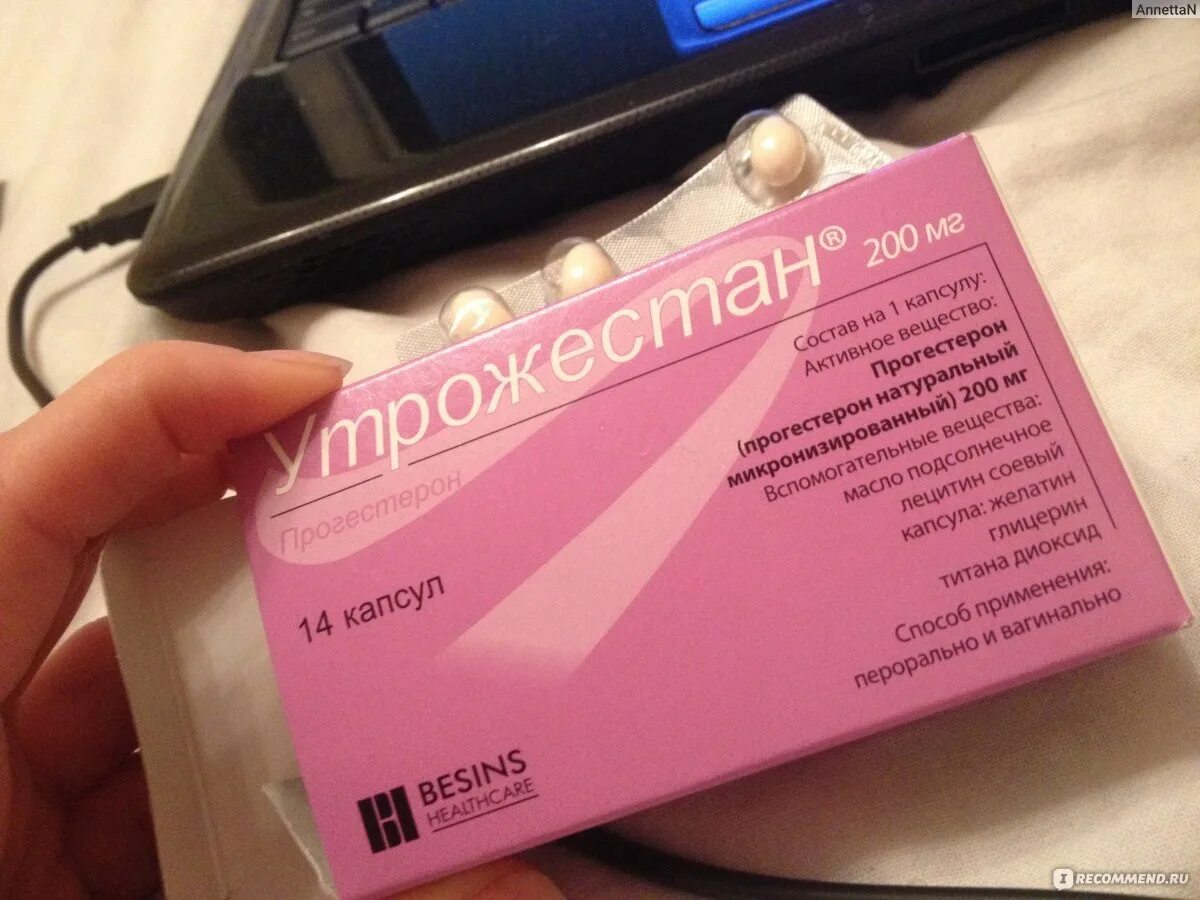 AnnettaN
Утрожестан® 200 мг
Прогестерон
14 капсул
Состав на 1 капсулу:
Активное вещество:
Прогестерон
(прогестерон натуральный
микронизированный) 200 мг
Вспомогательные вещества:
масло подсолнечное
лецитин соевый
капсула: желатин
глицерин
титана диоксид
Способ применения:
перорально и вагинально
BESINS
HEALTHCARE
IRECOMMEND.RU